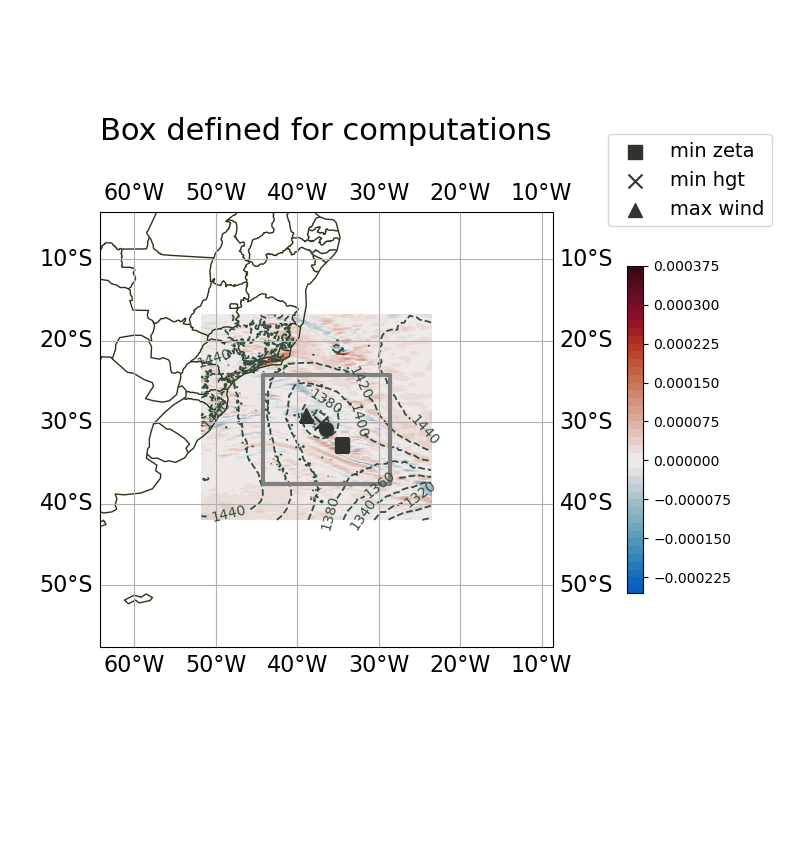 Box defined for computations
min zeta
min hgt
max wind
60°W 50°W 40°W 30°W 20°W 10°W
10°S 10°S
20°S 20°S
30°S 30°S
40°S 40°S
50°S 50°S
60°W 50°W 40°W 30°W 20°W 10°W
0.000375
0.000300
0.000225
0.000150
0.000075
0.000000
−0.000075
−0.000150
−0.000225
1440
1420
1380
1400
1440
1360
1320
1440
1380
1340